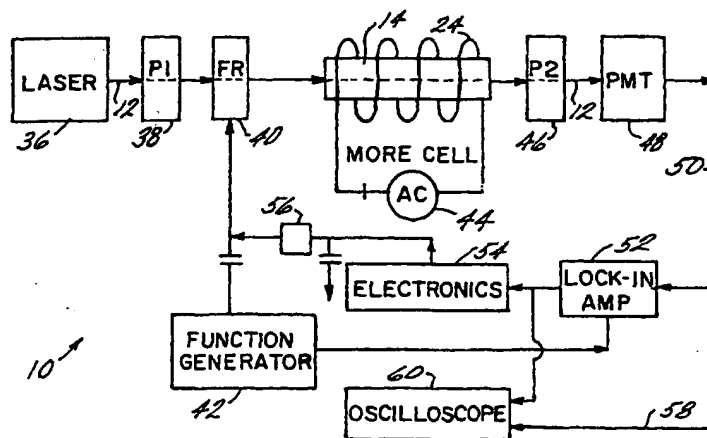 14
24
LASER
P1
FR
P2
PMT
12
12
36
38
40
46
48
MORE CELL
50
AC
44
56
54
52
ELECTRONICS
LOCK-IN
AMP
FUNCTION
GENERATOR
10
42
60
OSCILLOSCOPE
58